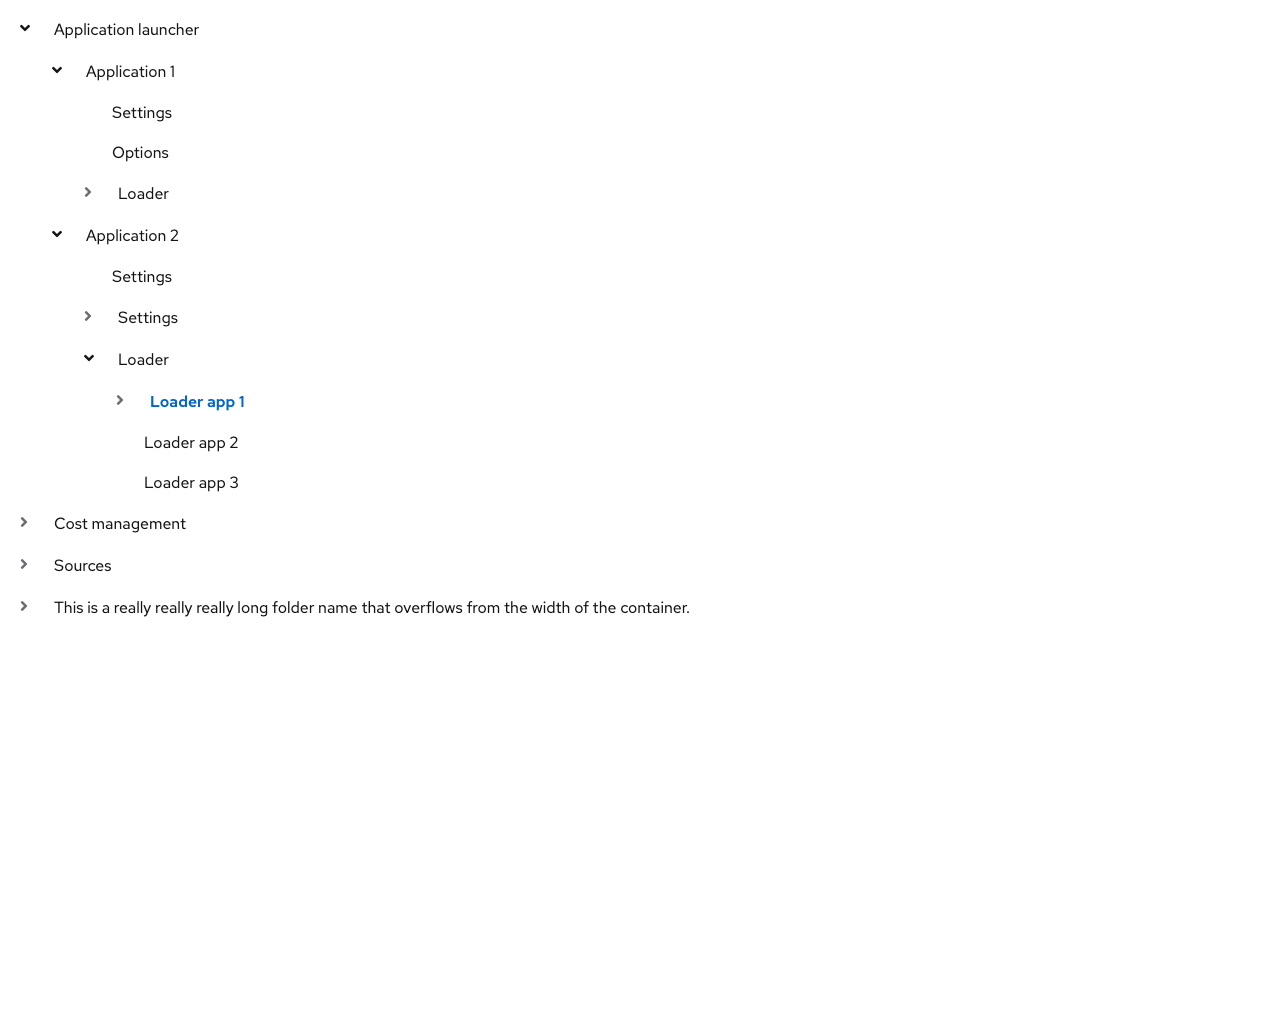 Application launcher
Application 1
Settings
Options
Loader
Application 2
Settings
Settings
Loader
Loader app 1
Loader app 2
Loader app 3
Cost management
Sources
This is a really really really long folder name that overflows from the width of the container.